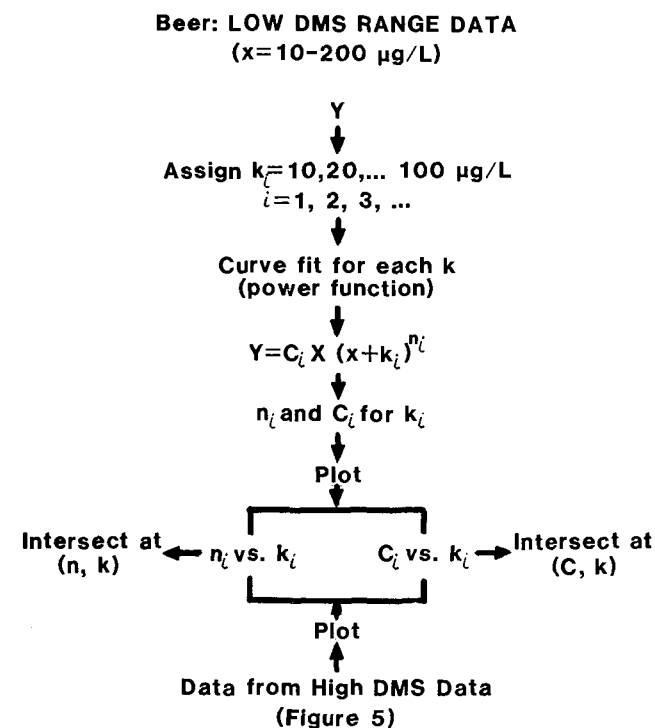 Beer: LOW DMS RANGE DATA
(x=10-200 µg/L)
Y
Assign kᵢ=10,20,... 100 µg/L
i=1, 2, 3, ...
Curve fit for each k
(power function)
Y=Cᵢ X (x+kᵢ)ⁿⁱ
nᵢ and Cᵢ for kᵢ
Plot
Intersect at
(n, k)
nᵢ vs. kᵢ
Cᵢ vs. kᵢ
Intersect at
(C, k)
Plot
Data from High DMS Data
(Figure 5)